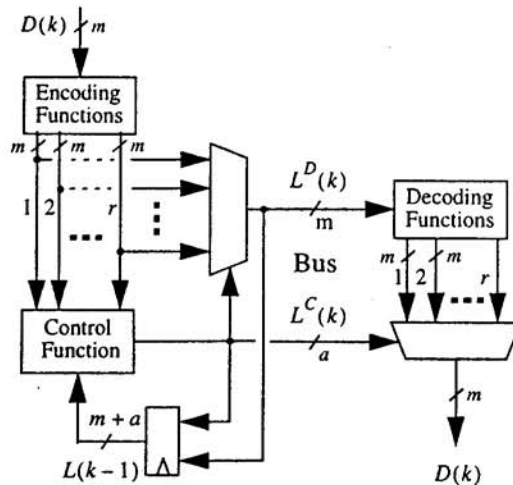 D(k) m
Encoding
Functions
m m m
1 2 r
L^D(k)
m
Decoding
Functions
m m
1 2 r
Bus
Control
Function
L^C(k)
a
m + a
L(k−1)
Δ
m
D(k)